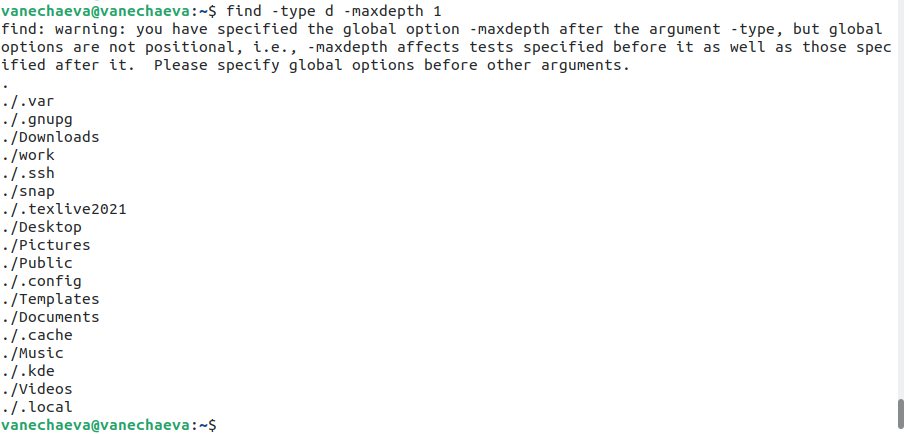 vanechaeva@vanechaeva:~$ find -type d -maxdepth 1
find: warning: you have specified the global option -maxdepth after the argument -type, but global
options are not positional, i.e., -maxdepth affects tests specified before it as well as those spec
ified after it.  Please specify global options before other arguments.
.
./.var
./.gnupg
./Downloads
./work
./.ssh
./snap
./.texlive2021
./Desktop
./Pictures
./Public
./.config
./Templates
./Documents
./.cache
./Music
./.kde
./Videos
./.local
vanechaeva@vanechaeva:~$